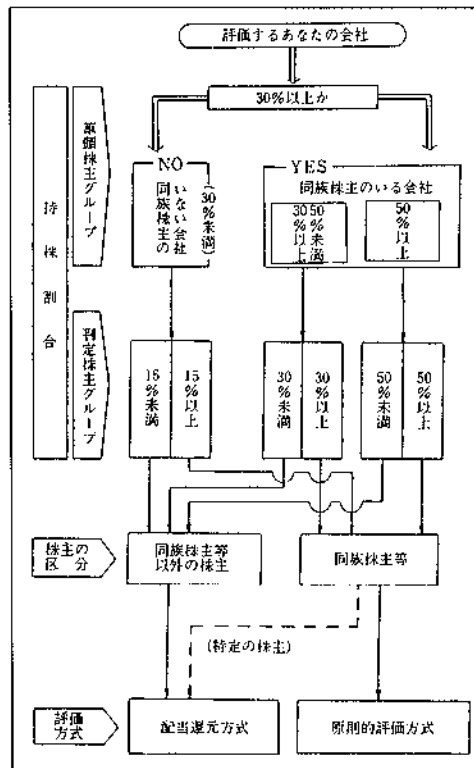 評価するあなたの会社
30%以上か
持株割合
筆頭株主グループ
NO
同族株主の
いない会社
(30%未満)
YES
同族株主のいる会社
50%未満
30%以上
50%以上
判定株主グループ
15%未満
15%以上
30%未満
30%以上
50%未満
50%以上
株主の
区分
同族株主等
以外の株主
同族株主等
(特定の株主)
評価
方式
配当還元方式
原則的評価方式